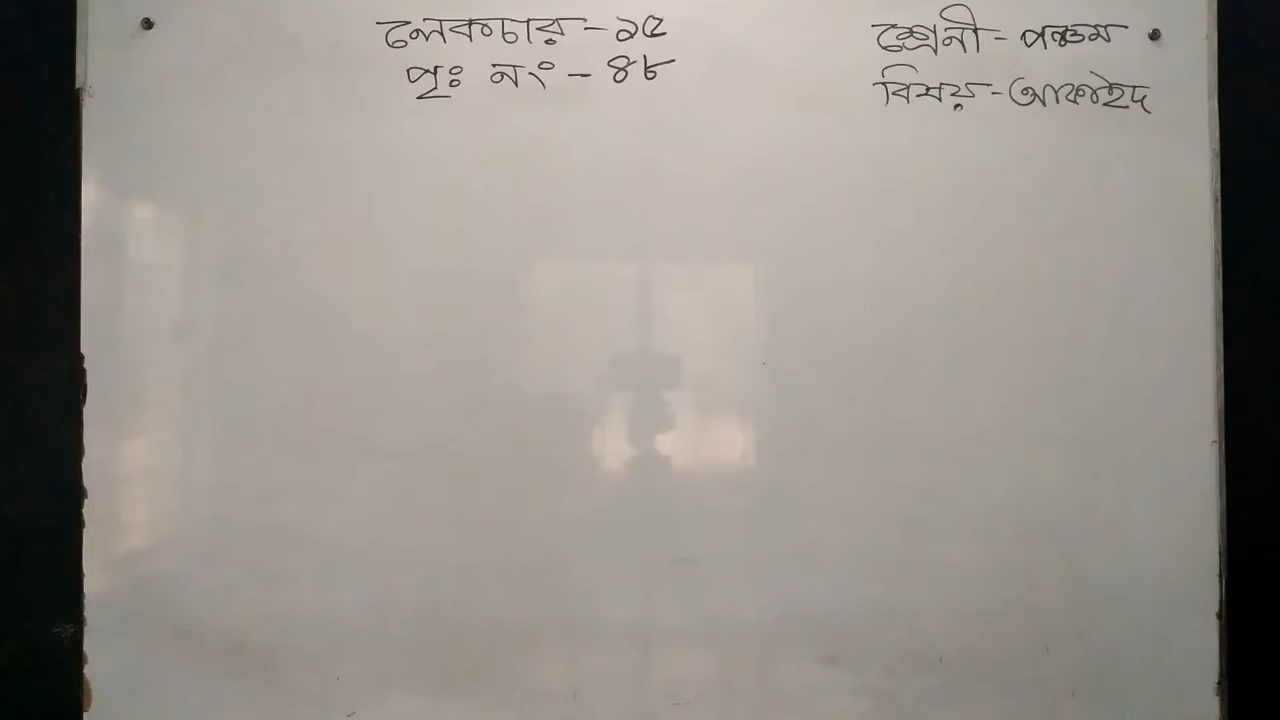 লেকচার - ১৫
পৃঃ নং - ৪৮
শ্রেনী - পঞ্চম
বিষয় - আকাইদ